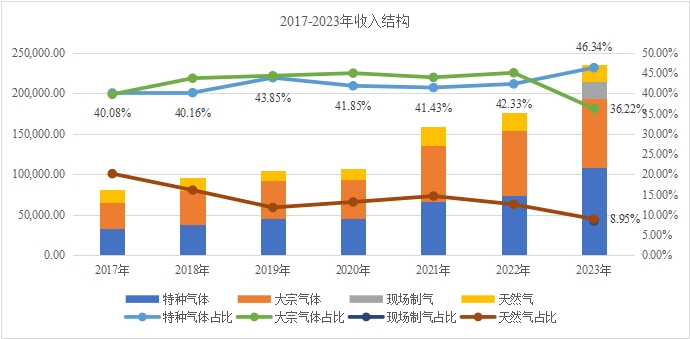 2017-2023年收入结构
46.34%
250,000.00 50.00%
45.00%
200,000.00 40.00%
40.08% 40.16% 43.85% 41.85% 41.43% 42.33% 36.22%
35.00%
150,000.00 30.00%
25.00%
100,000.00 20.00%
15.00%
50,000.00 10.00%
8.95%
5.00%
0.00 0.00%
2017年 2018年 2019年 2020年 2021年 2022年 2023年
特种气体 大宗气体 现场制气 天然气
特种气体占比 大宗气体占比 现场制气占比 天然气占比